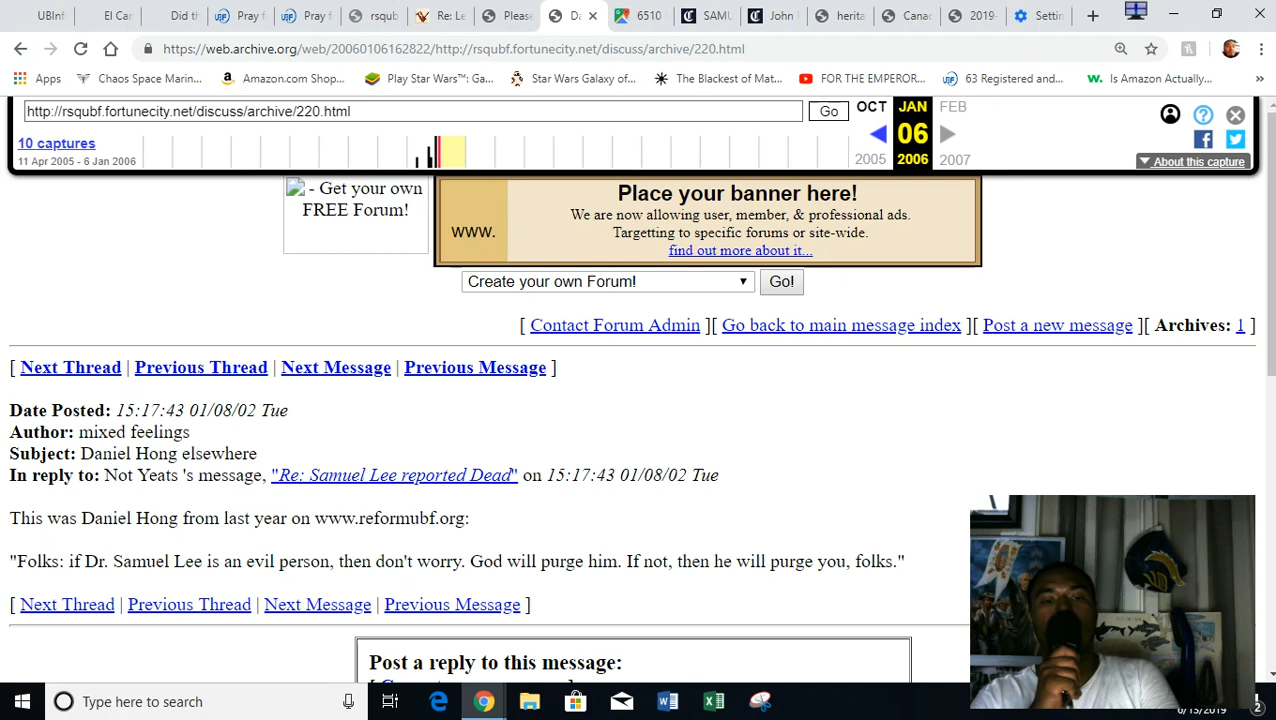 UBInf
El Car
Did th
Pray f
Pray f
rsqub
Re: Le
Please
Da
6510
SAMU
John
herita
Canac
2019-
Settin
https://web.archive.org/web/20060106162822/http://rsqubf.fortunecity.net/discuss/archive/220.html
Apps
Chaos Space Marin...
Amazon.com Shop...
Play Star Wars™: Ga...
Star Wars Galaxy of...
The Blackest of Mat...
FOR THE EMPEROR...
63 Registered and...
Is Amazon Actually...
»
http://rsqubf.fortunecity.net/discuss/archive/220.html
Go
OCT JAN FEB
10 captures
06
11 Apr 2005 - 6 Jan 2006
2005 2006 2007
▼ About this capture
- Get your own FREE Forum!
Place your banner here!
We are now allowing user, member, & professional ads.
www.
Targetting to specific forums or site-wide.
find out more about it...
Create your own Forum!
Go!
[ Contact Forum Admin ][ Go back to main message index ][ Post a new message ][ Archives: 1 ]
[ Next Thread | Previous Thread | Next Message | Previous Message ]
Date Posted: 15:17:43 01/08/02 Tue
Author: mixed feelings
Subject: Daniel Hong elsewhere
In reply to: Not Yeats 's message, "Re: Samuel Lee reported Dead" on 15:17:43 01/08/02 Tue
This was Daniel Hong from last year on www.reformubf.org:
"Folks: if Dr. Samuel Lee is an evil person, then don't worry. God will purge him. If not, then he will purge you, folks."
[ Next Thread | Previous Thread | Next Message | Previous Message ]
Post a reply to this message:
Type here to search
6/15/2019
2